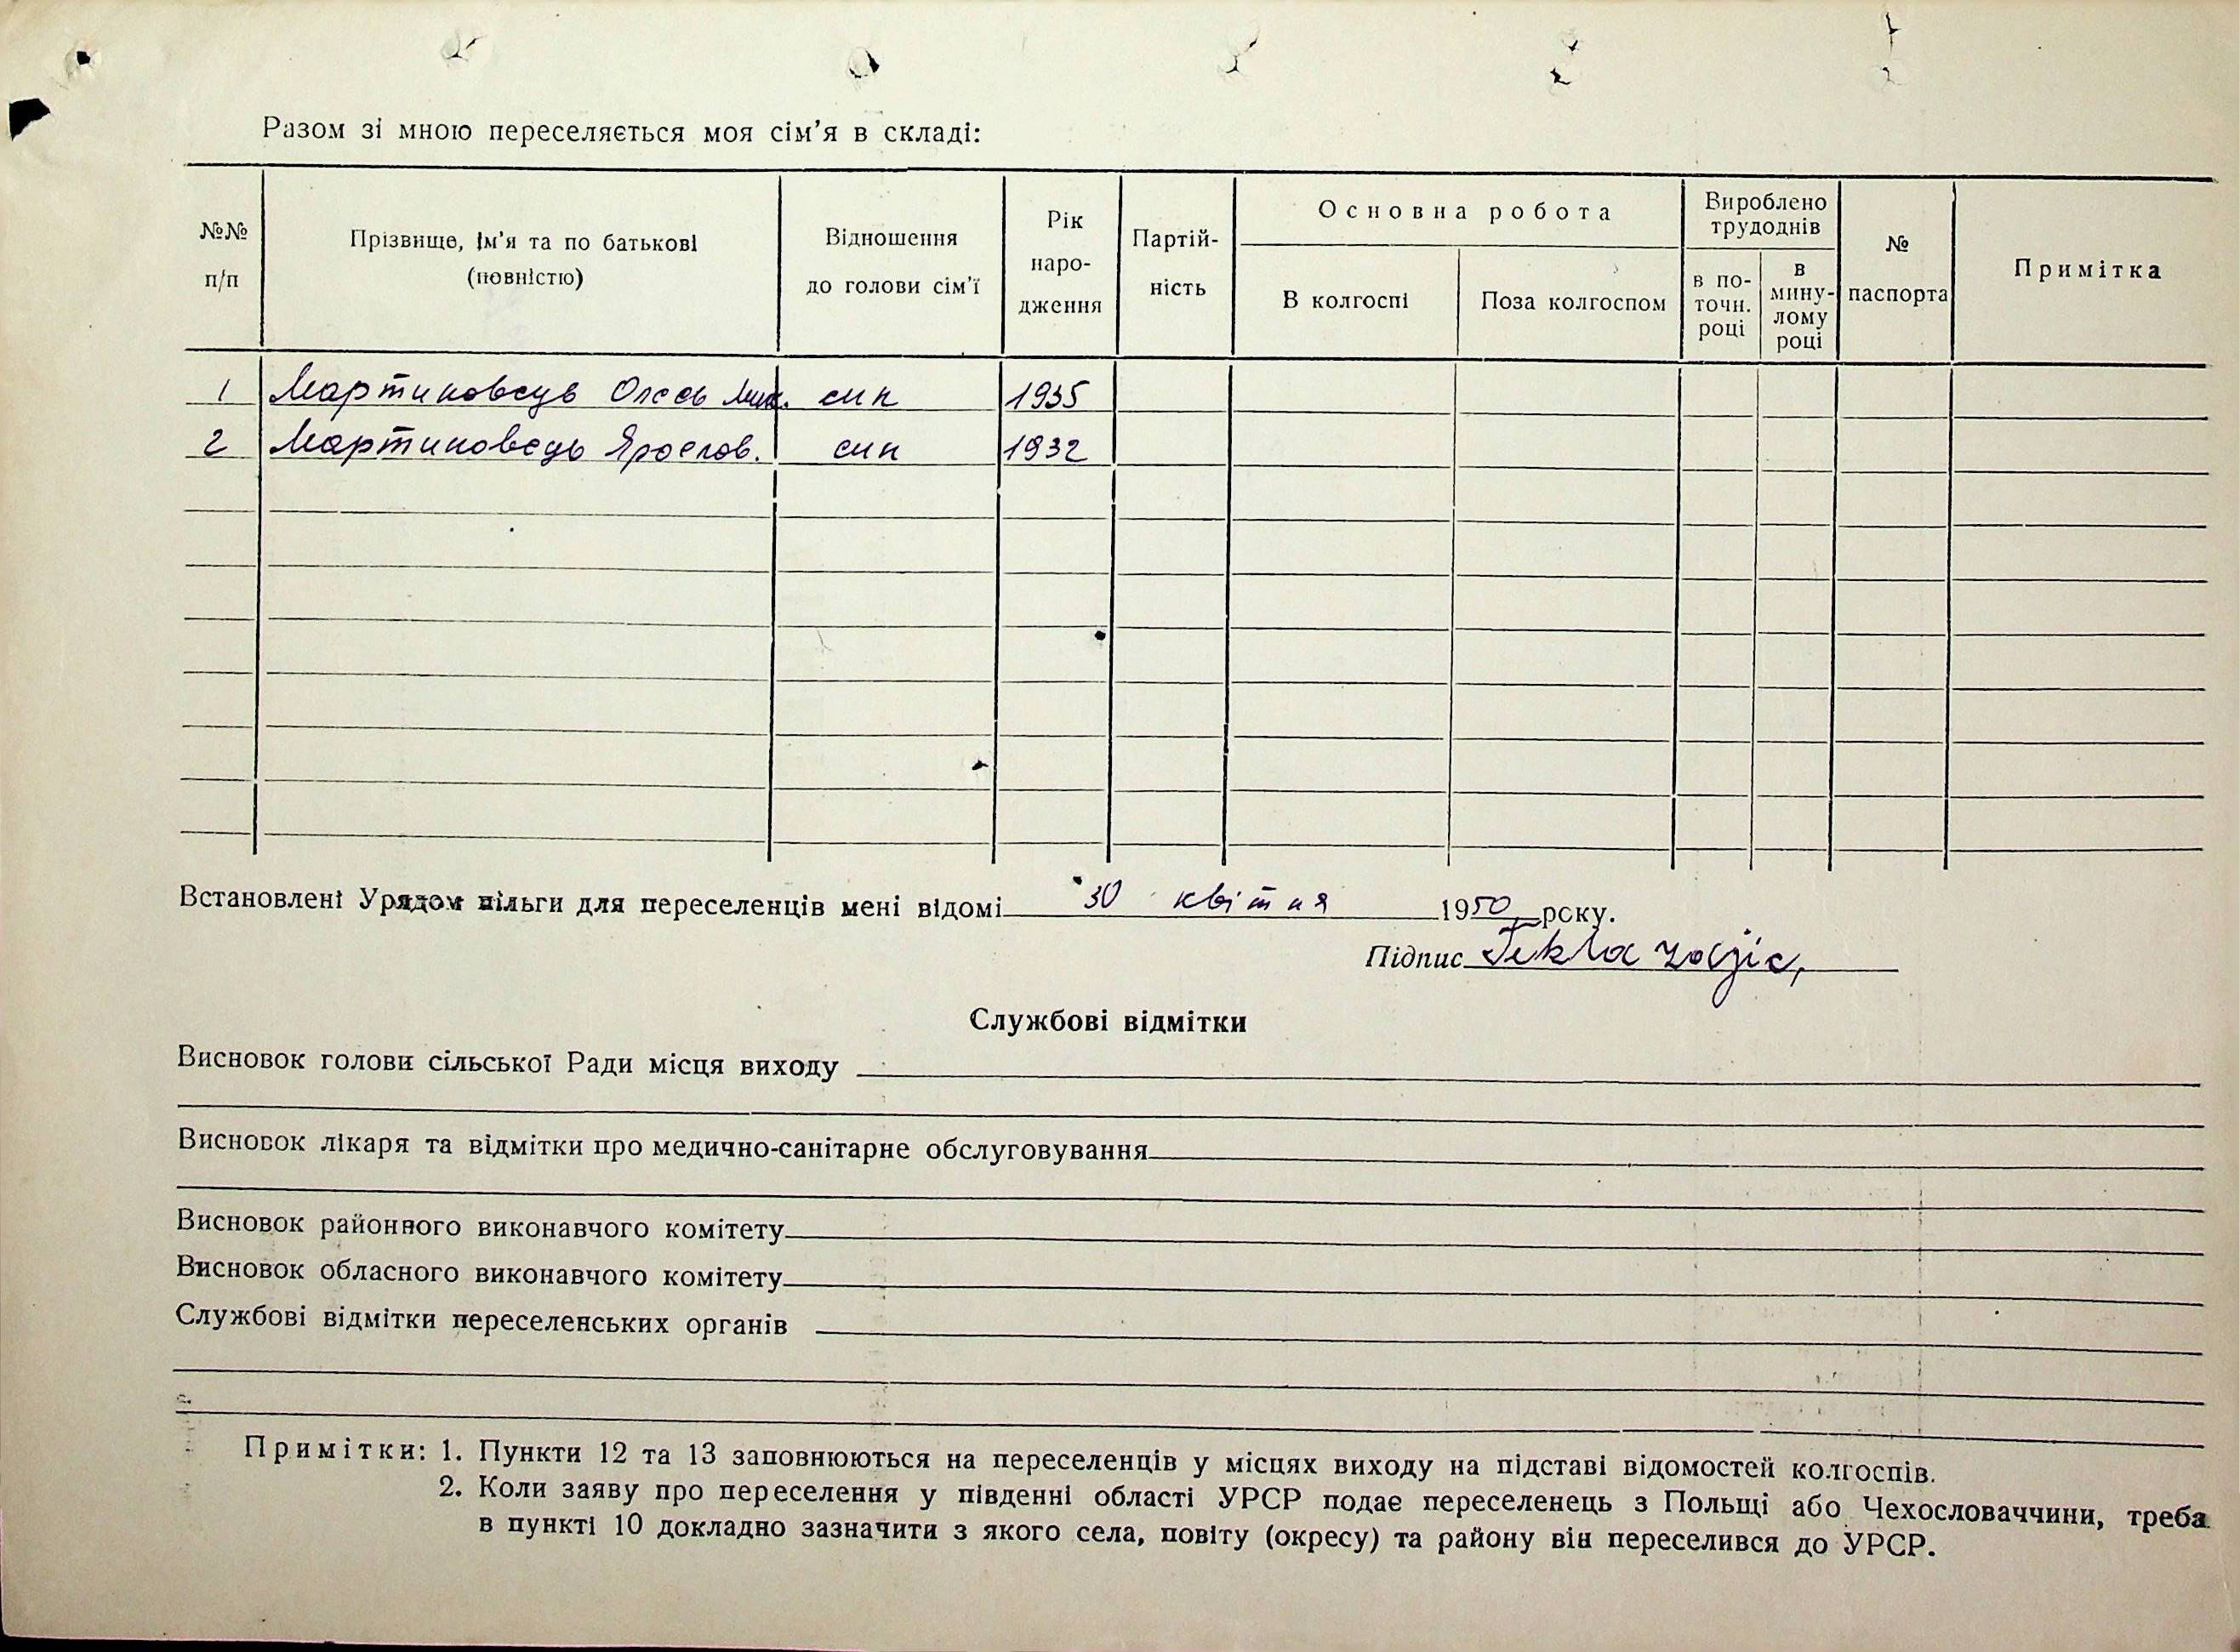 Разом зі мною переселяється моя сім'я в складі:
№№ п/п
Прізвище, ім'я та по батькові (повністю)
Відношення до голови сім'ї
Рік народження
Партійність
Основна робота
В колгоспі
Поза колгоспом
Вироблено трудоднів
в поточн. році
в минулому році
№ паспорта
Примітка
1 Мартиновець Олесь Мик. син 1935
2 Мартиновець Ярослав. син 1932
Встановлені Урядом пільги для переселенців мені відомі 30 квітня 1950 року.
Підпис Tekla
Службові відмітки
Висновок голови сільської Ради місця виходу
Висновок лікаря та відмітки про медично-санітарне обслуговування
Висновок районного виконавчого комітету
Висновок обласного виконавчого комітету
Службові відмітки переселенських органів
Примітки: 1. Пункти 12 та 13 заповнюються на переселенців у місцях виходу на підставі відомостей колгоспів.
2. Коли заяву про переселення у південні області УРСР подає переселенець з Польщі або Чехословаччини, треба
в пункті 10 докладно зазначити з якого села, повіту (окресу) та району він переселився до УРСР.